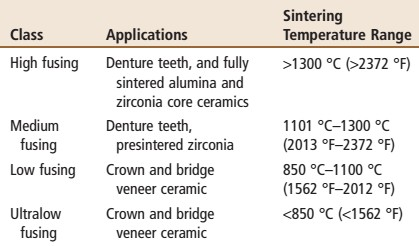 Sintering
Class Applications Temperature Range
High fusing Denture teeth, and fully >1300 °C (>2372 °F)
sintered alumina and
zirconia core ceramics
Medium Denture teeth, 1101 °C–1300 °C
fusing presintered zirconia (2013 °F–2372 °F)
Low fusing Crown and bridge 850 °C–1100 °C
veneer ceramic (1562 °F–2012 °F)
Ultralow Crown and bridge <850 °C (<1562 °F)
fusing veneer ceramic